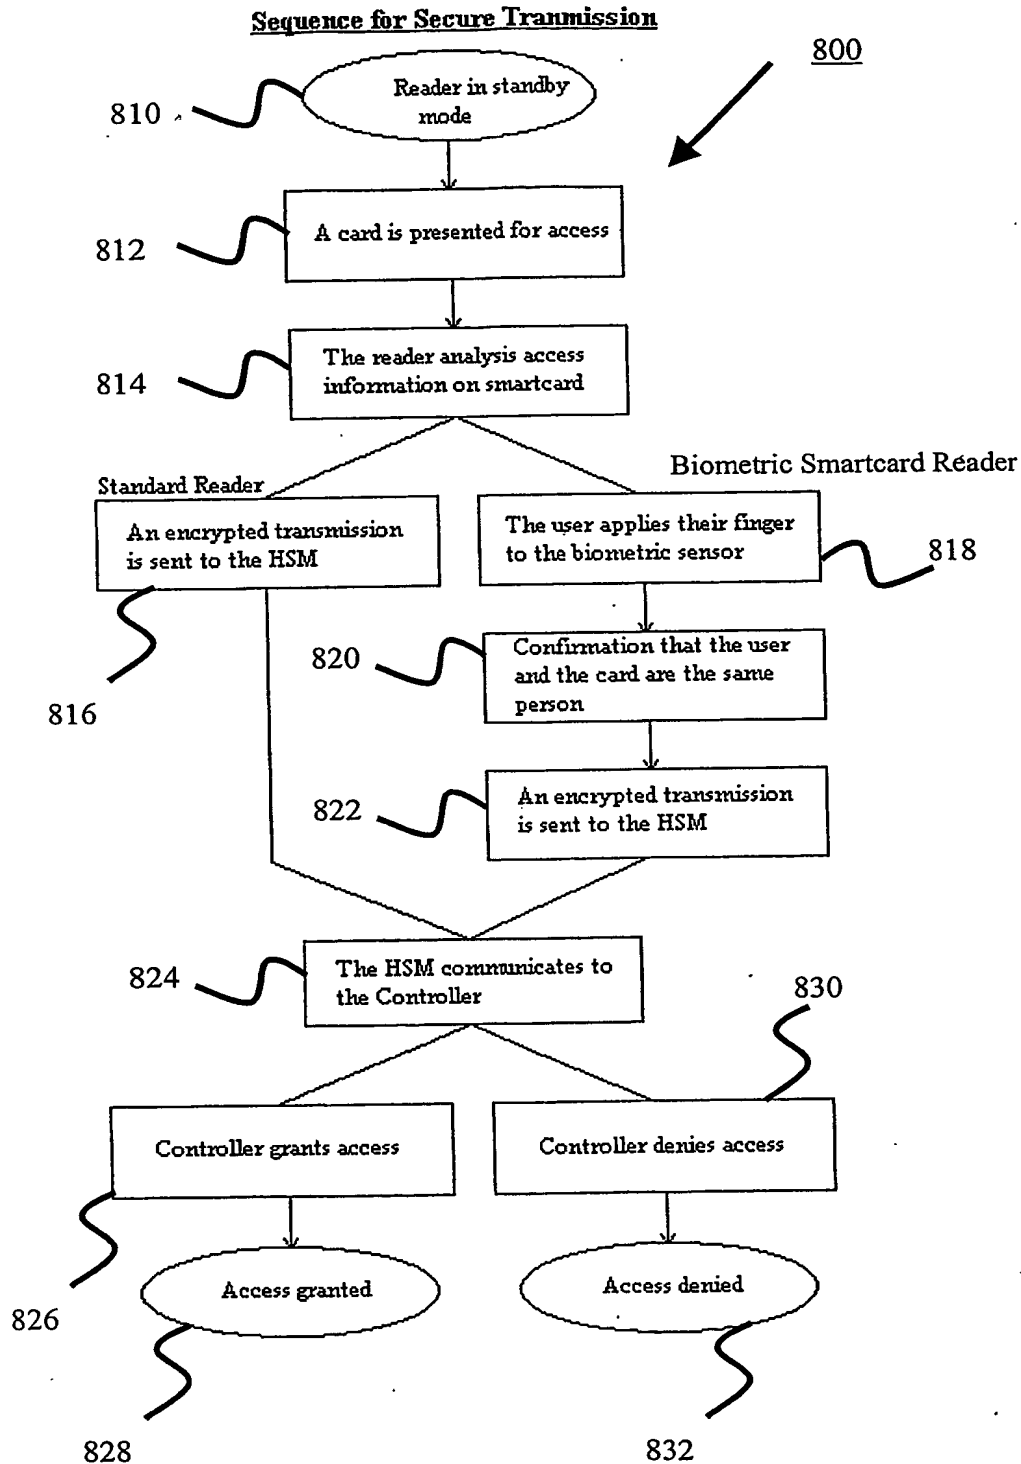 Sequence for Secure Tranmission
800
810
Reader in standby
mode
812
A card is presented for access
814
The reader analysis access
information on smartcard
Standard Reader
Biometric Smartcard Reader
An encrypted transmission
is sent to the HSM
816
The user applies their finger
to the biometric sensor
818
820
Confirmation that the user
and the card are the same
person
822
An encrypted transmission
is sent to the HSM
824
The HSM communicates to
the Controller
830
Controller grants access
Controller denies access
826
Access granted
Access denied
828
832